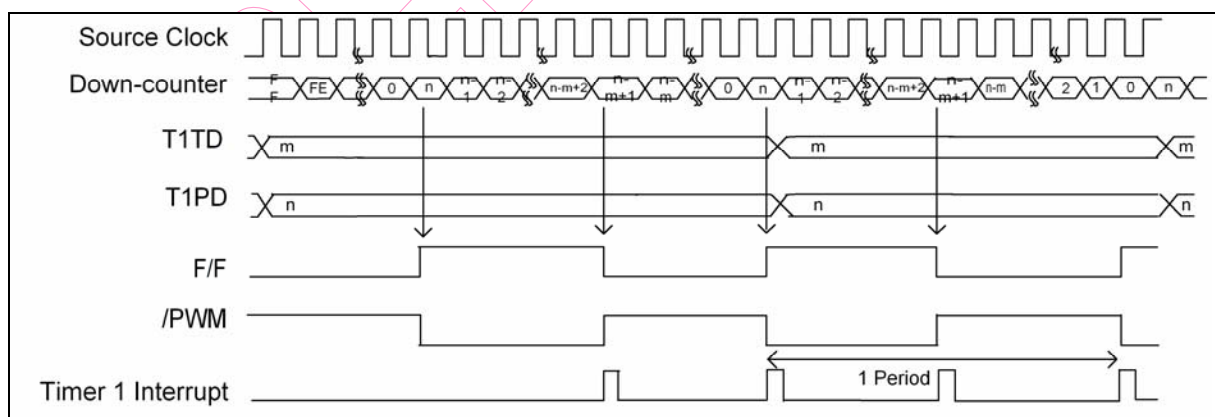 Source Clock
Down-counter F F FE 0 n n-1 n-2 n-m+2 n-m+1 n-m 0 n n-1 n-2 n-m+2 n-m+1 n-m 2 1 0 n
T1TD m m m
T1PD n n n
F/F
/PWM
Timer 1 Interrupt 1 Period